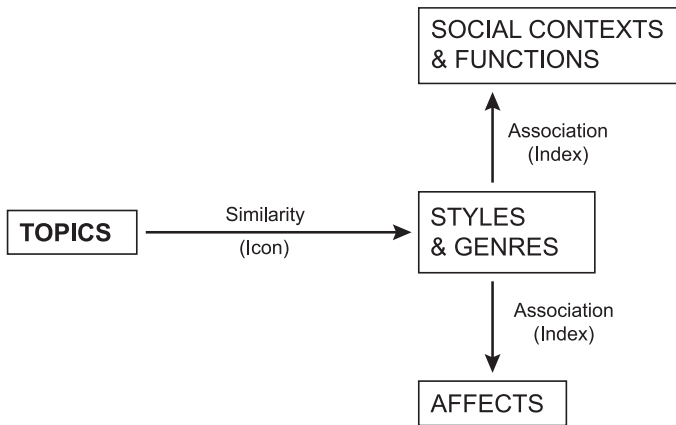 SOCIAL CONTEXTS
& FUNCTIONS
Association
(Index)
Similarity
(Icon)
TOPICS
STYLES
& GENRES
Association
(Index)
AFFECTS